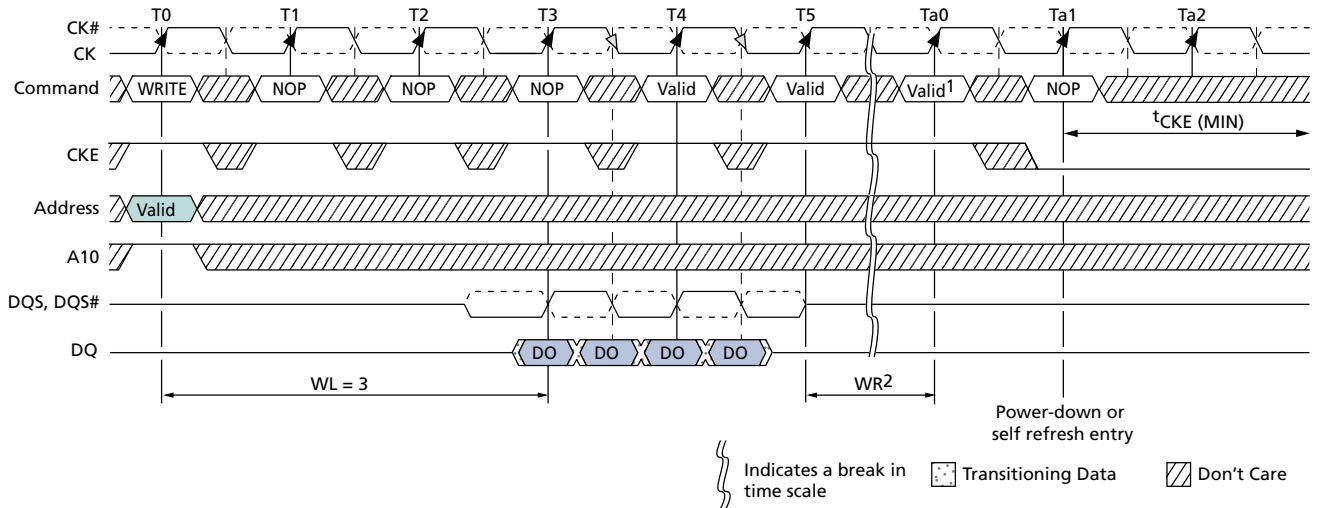 T0 T1 T2 T3 T4 T5 Ta0 Ta1 Ta2
CK#
CK
Command WRITE NOP NOP NOP Valid Valid Valid1 NOP
tCKE (MIN)
CKE
Address Valid
A10
DQS, DQS#
DQ DO DO DO DO
WL = 3 WR2
Power-down or
self refresh entry
Indicates a break in
time scale
Transitioning Data
Don't Care